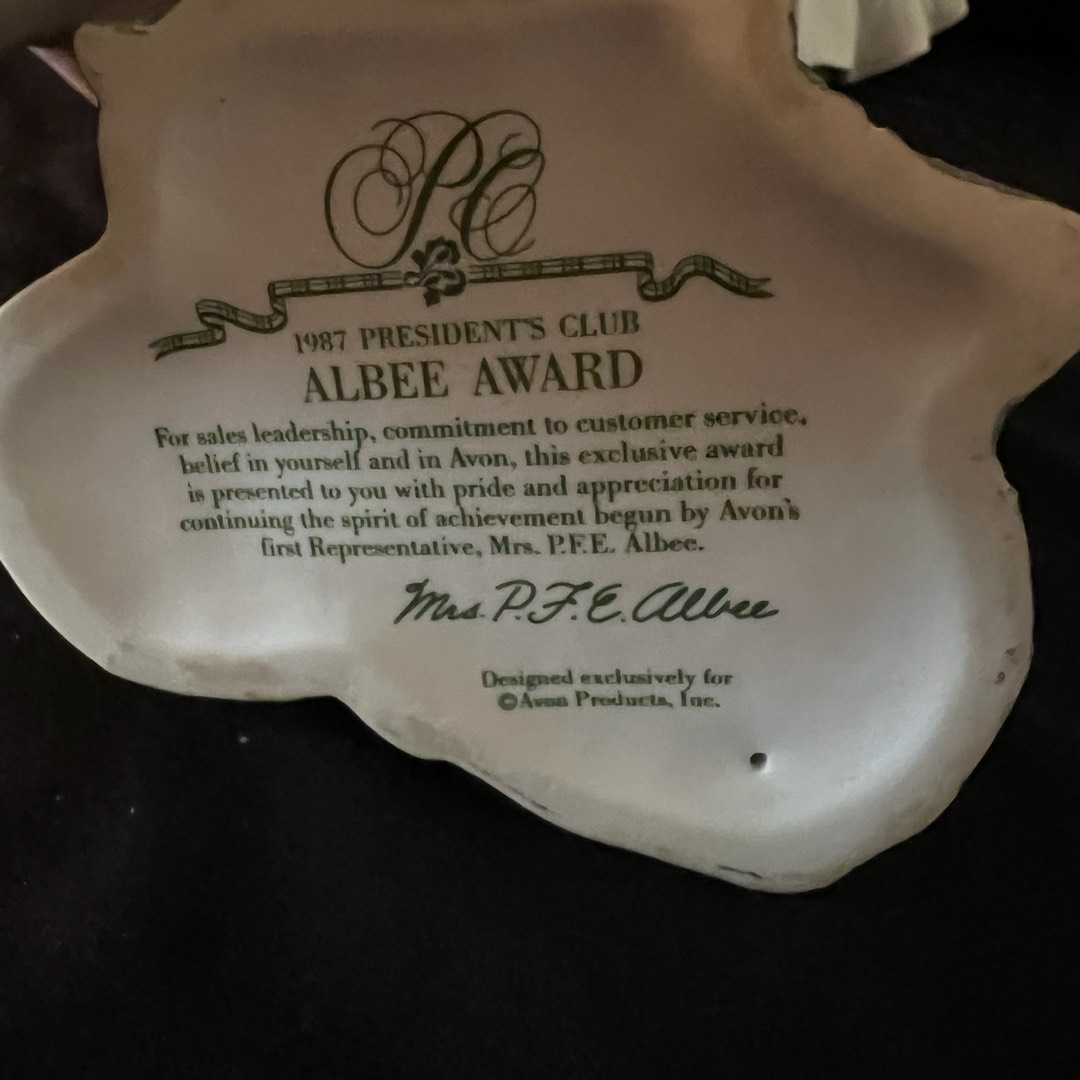 PC
1987 PRESIDENT'S CLUB
ALBEE AWARD
For sales leadership, commitment to customer service,
belief in yourself and in Avon, this exclusive award
is presented to you with pride and appreciation for
continuing the spirit of achievement begun by Avon's
first Representative, Mrs. P.F.E. Albee.
Mrs. P.F.E. Albee
Designed exclusively for
©Avon Products, Inc.